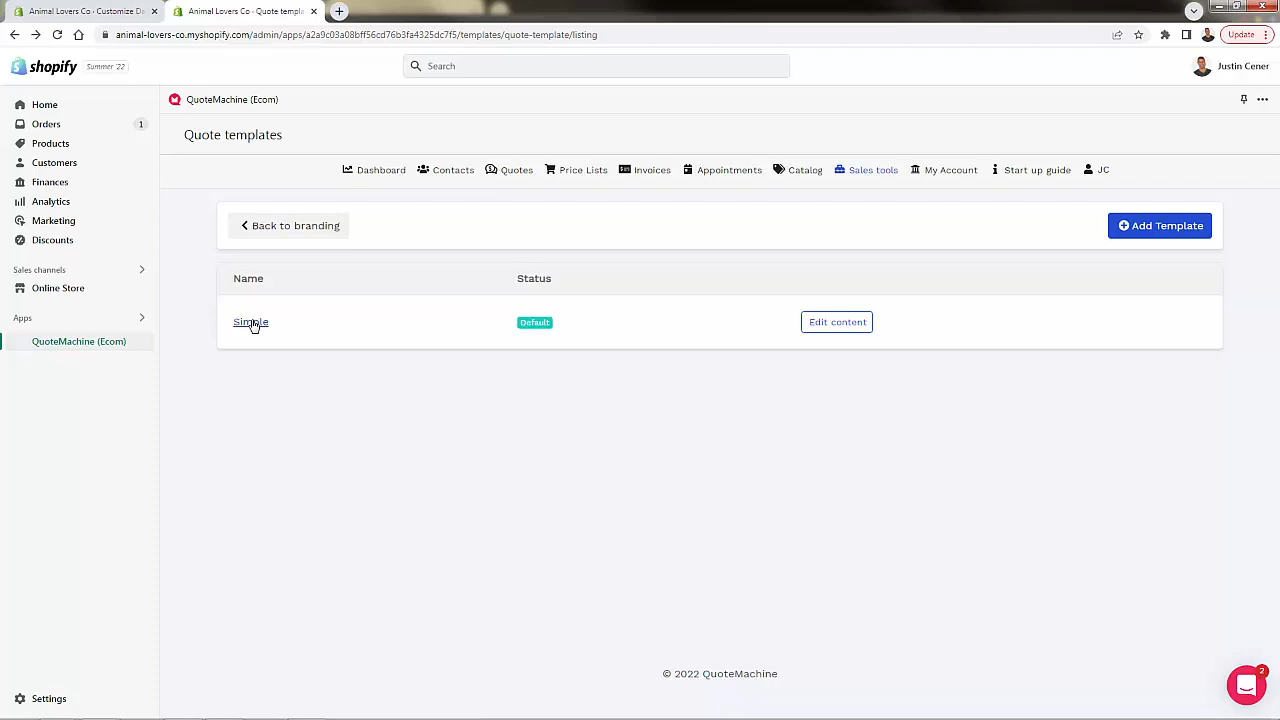 Animal Lovers Co · Customize Da
Animal Lovers Co · Quote templa
animal-lovers-co.myshopify.com/admin/apps/a2a9c03a08bff56cd76b3fa4325dc7f5/templates/quote-template/listing
Update
shopify
Summer '22
Search
Justin Cener
Home
Orders
1
Products
Customers
Finances
Analytics
Marketing
Discounts
Sales channels
Online Store
Apps
QuoteMachine (Ecom)
Settings
QuoteMachine (Ecom)
Quote templates
Dashboard Contacts Quotes Price Lists Invoices Appointments Catalog Sales tools My Account Start up guide JC
Back to branding
Add Template
Name Status
Simple Default Edit content
© 2022 QuoteMachine
2